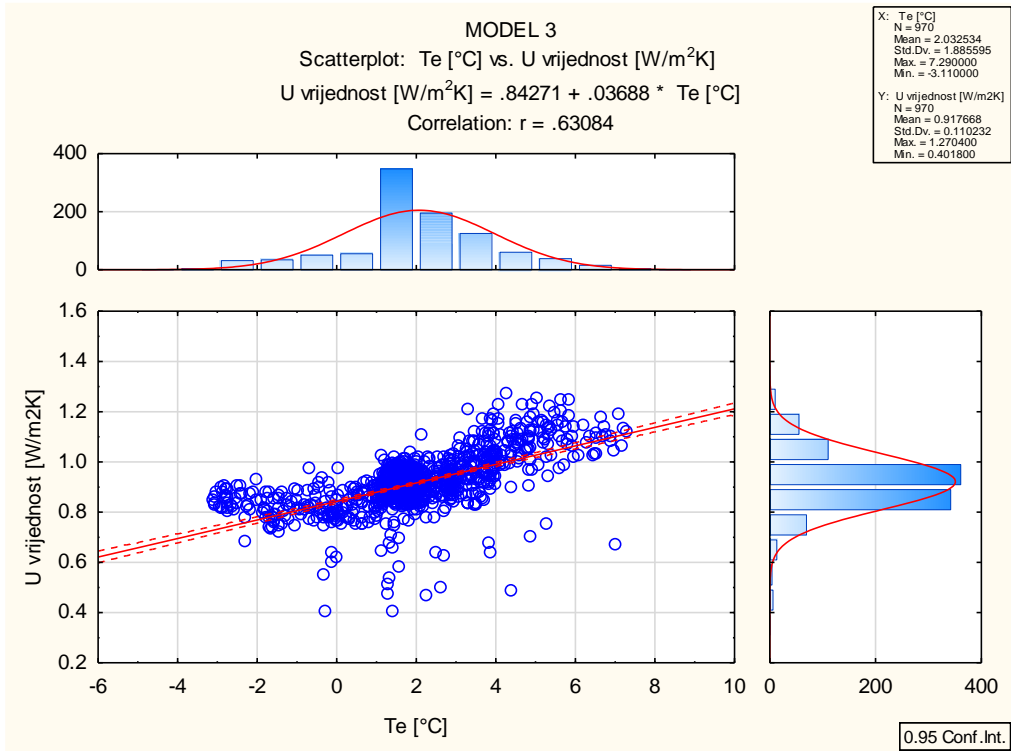 MODEL 3
Scatterplot: Te [°C] vs. U vrijednost [W/m²K]
U vrijednost [W/m²K] = .84271 + .03688 * Te [°C]
Correlation: r = .63084
X: Te [°C]
N = 970
Mean = 2.032534
Std.Dv. = 1.885595
Max. = 7.290000
Min. = -3.110000
Y: U vrijednost [W/m2K]
N = 970
Mean = 0.917668
Std.Dv. = 0.110232
Max. = 1.270400
Min. = 0.401800
400
200
0
1.6
1.4
1.2
1.0
0.8
0.6
0.4
0.2
U vrijednost [W/m2K]
-6 -4 -2 0 2 4 6 8 10
Te [°C]
0 200 400
0.95 Conf.Int.